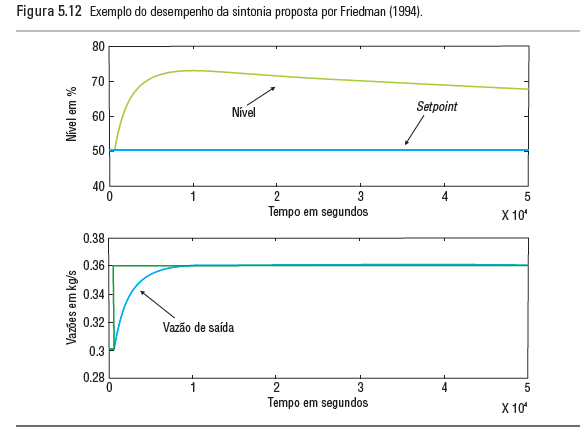 Figura 5.12 Exemplo do desempenho da sintonia proposta por Friedman (1994).
80
70
60
50
40
Nível em %
Nível
Setpoint
0 1 2 3 4 5
Tempo em segundos
X 10⁴
0.38
0.36
0.34
0.32
0.3
0.28
Vazões em kg/s
Vazão de saída
0 1 2 3 4 5
Tempo em segundos
X 10⁴